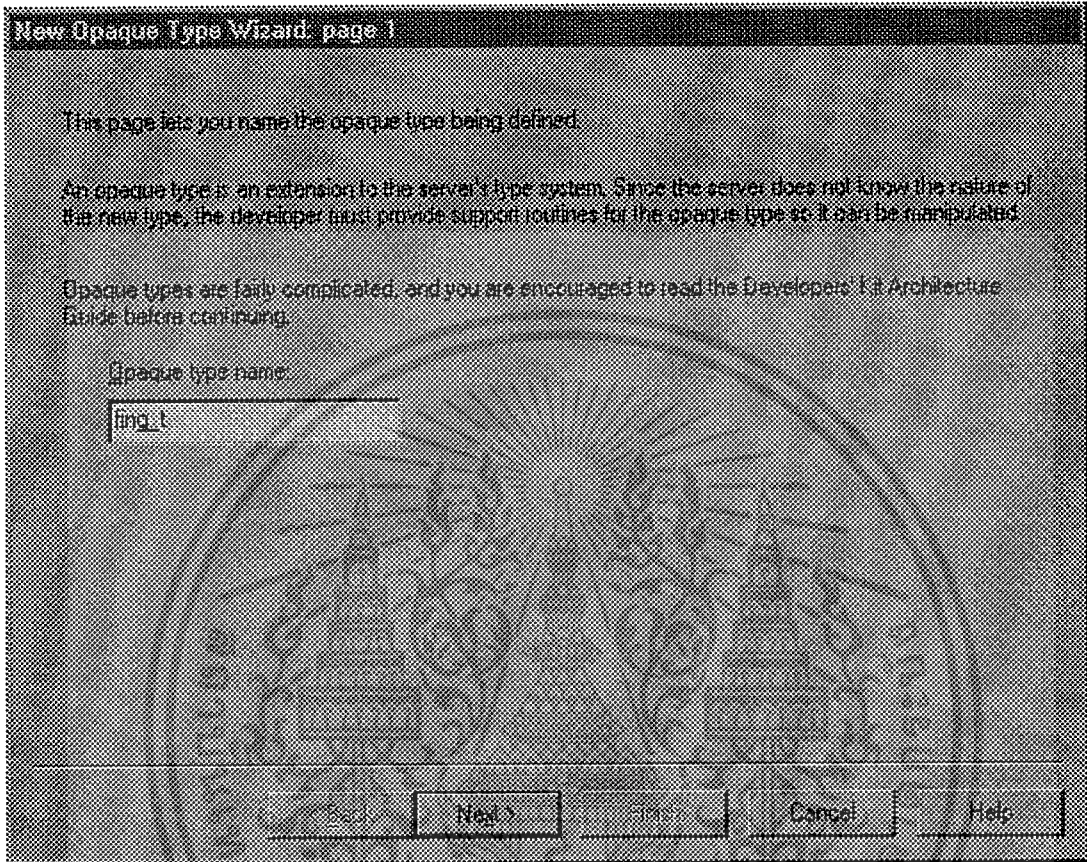 New Opaque Type Wizard: page 1
This page lets you name the opaque type being defined.
An opaque type is an extension to the server's type system. Since the server does not know the nature of
the new type, the developer must provide support routines for the opaque type so it can be manipulated.
Opaque types are fairly complicated, and you are encouraged to read the Developers' Kit Architecture
Guide before continuing.
Opaque type name:
fing_t
< Back
Next >
Finish
Cancel
Help